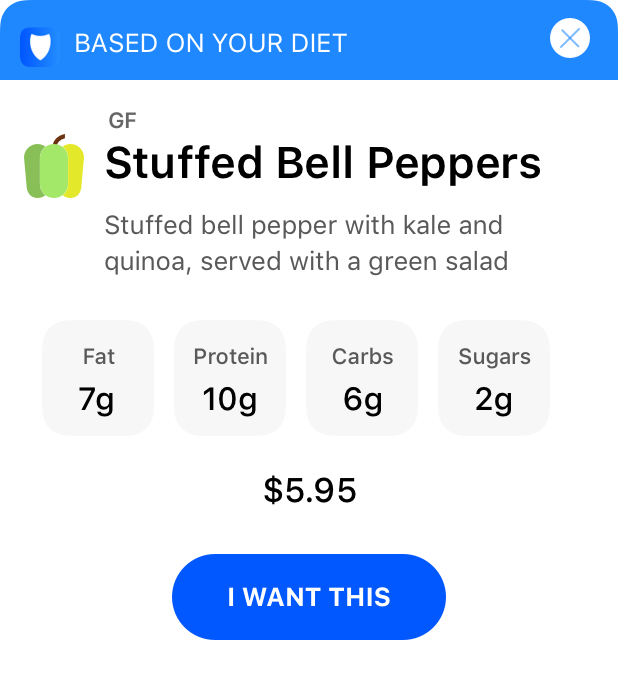 BASED ON YOUR DIET
GF
Stuffed Bell Peppers
Stuffed bell pepper with kale and
quinoa, served with a green salad
Fat Protein Carbs Sugars
7g 10g 6g 2g
$5.95
I WANT THIS